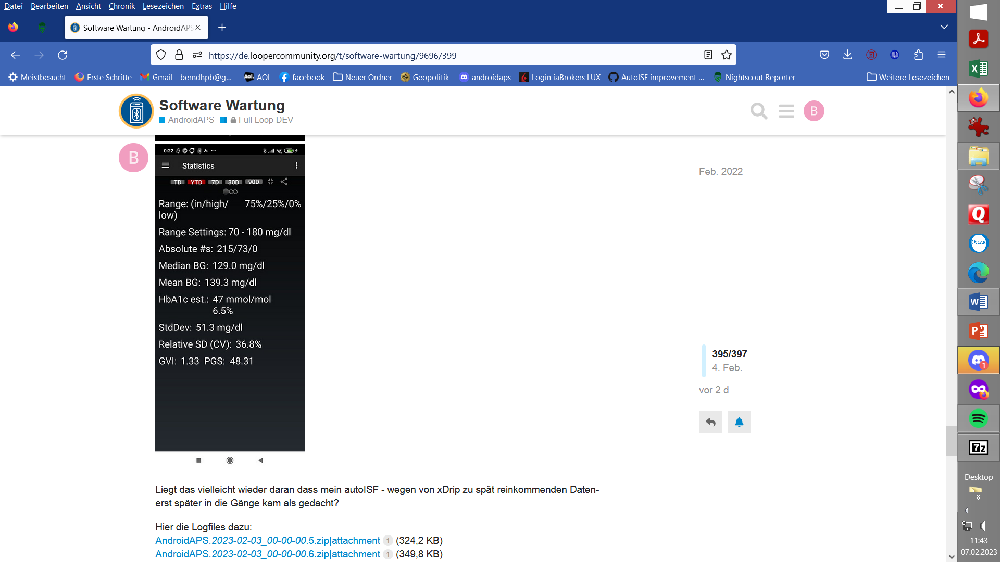 Datei Bearbeiten Ansicht Chronik Lesezeichen Extras Hilfe
Software Wartung - AndroidAPS
https://de.loopercommunity.org/t/software-wartung/9696/399
Meistbesucht Erste Schritte Gmail - berndhpb@g... Aol. AOL facebook Neuer Ordner Geopolitik androidaps Login iaBrokers LUX AutoISF improvement ... Nightscout Reporter Weitere Lesezeichen
Software Wartung
AndroidAPS Full Loop DEV
B
B
0:22
63
Statistics
TD YTD 7D 30D 90D
Range: (in/high/ 75%/25%/0%
low)
Range Settings: 70 - 180 mg/dl
Absolute #s: 215/73/0
Median BG: 129.0 mg/dl
Mean BG: 139.3 mg/dl
HbA1c est.: 47 mmol/mol
6.5%
StdDev: 51.3 mg/dl
Relative SD (CV): 36.8%
GVI: 1.33 PGS: 48.31
Feb. 2022
395/397
4. Feb.
vor 2 d
Liegt das vielleicht wieder daran dass mein autoISF - wegen von xDrip zu spät reinkommenden Daten-
erst später in die Gänge kam als gedacht?
Hier die Logfiles dazu:
AndroidAPS.2023-02-03_00-00-00.5.zip|attachment 1 (324,2 KB)
AndroidAPS.2023-02-03_00-00-00.6.zip|attachment 1 (349,8 KB)
X
Q
USCAR
W
P
1
7z
Desktop
11:43
07.02.2023